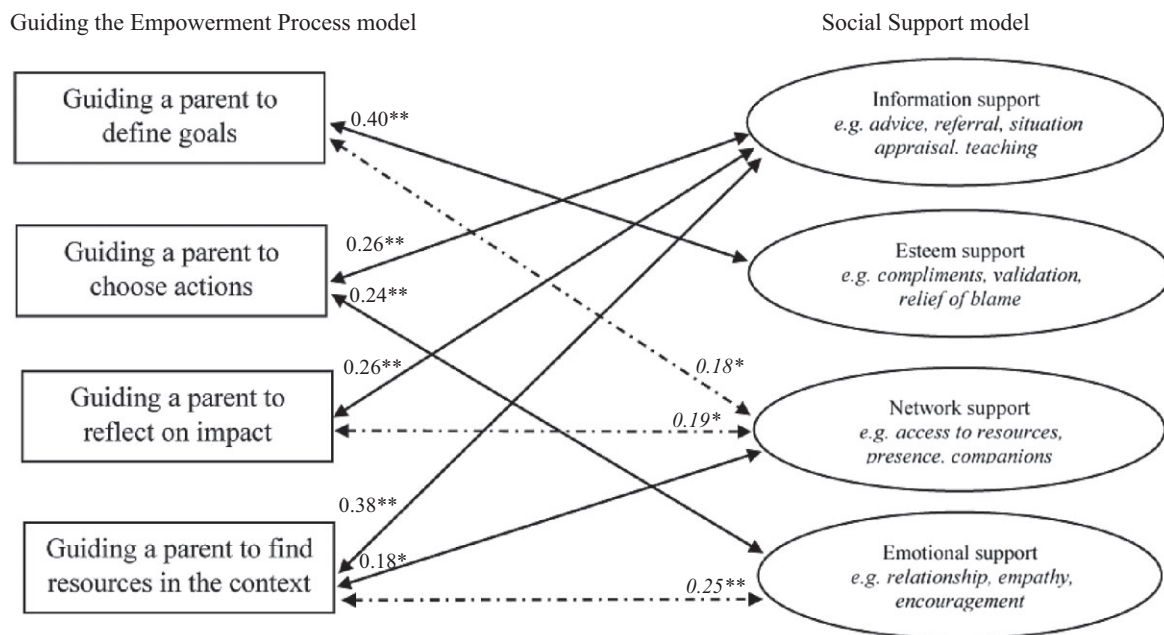 Guiding the Empowerment Process model
Social Support model
Guiding a parent to
define goals
Guiding a parent to
choose actions
Guiding a parent to
reflect on impact
Guiding a parent to find
resources in the context
0.40**
0.26**
0.24**
0.26**
0.38**
0.18*
0.18*
0.19*
0.25**
Information support
e.g. advice, referral, situation
appraisal. teaching
Esteem support
e.g. compliments, validation,
relief of blame
Network support
e.g. access to resources,
presence. companions
Emotional support
e.g. relationship, empathy,
encouragement